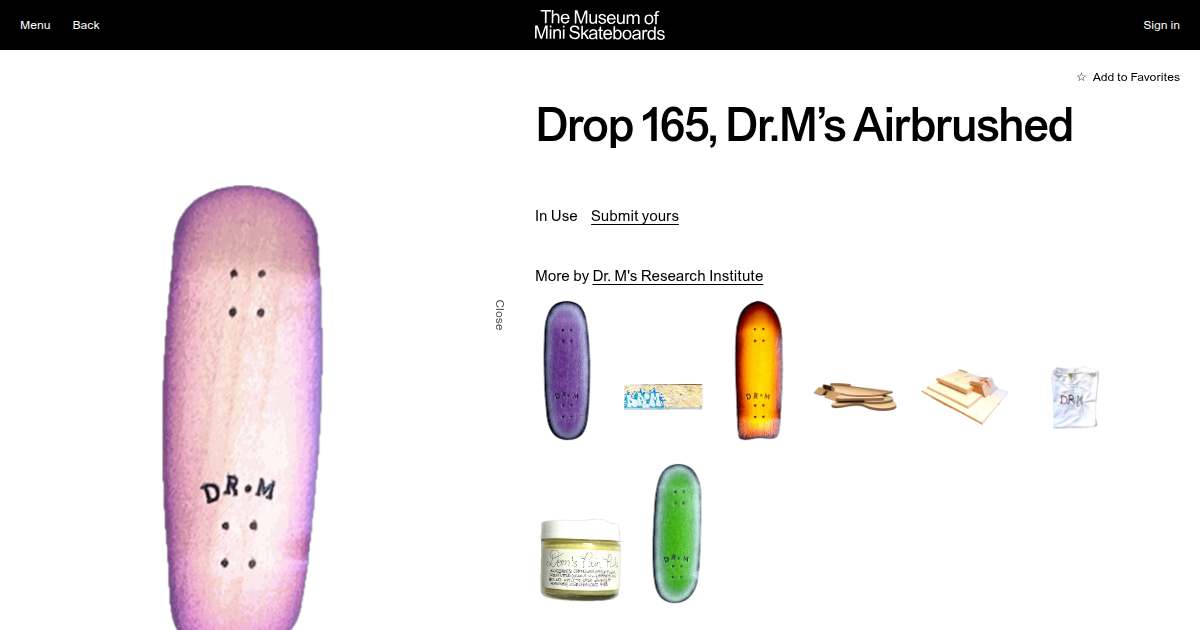 Menu Back
The Museum of
Mini Skateboards
Sign in
☆ Add to Favorites
Drop 165, Dr.M’s Airbrushed
In Use Submit yours
More by Dr. M's Research Institute
Close
DR•M
DR•M
DR•M
DRM
DR•M